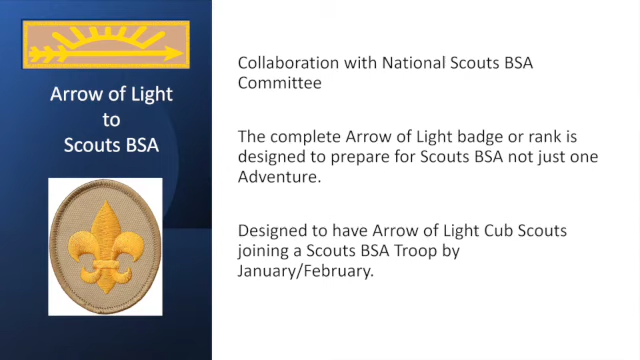 Arrow of Light
to
Scouts BSA
Collaboration with National Scouts BSA
Committee
The complete Arrow of Light badge or rank is
designed to prepare for Scouts BSA not just one
Adventure.
Designed to have Arrow of Light Cub Scouts
joining a Scouts BSA Troop by
January/February.